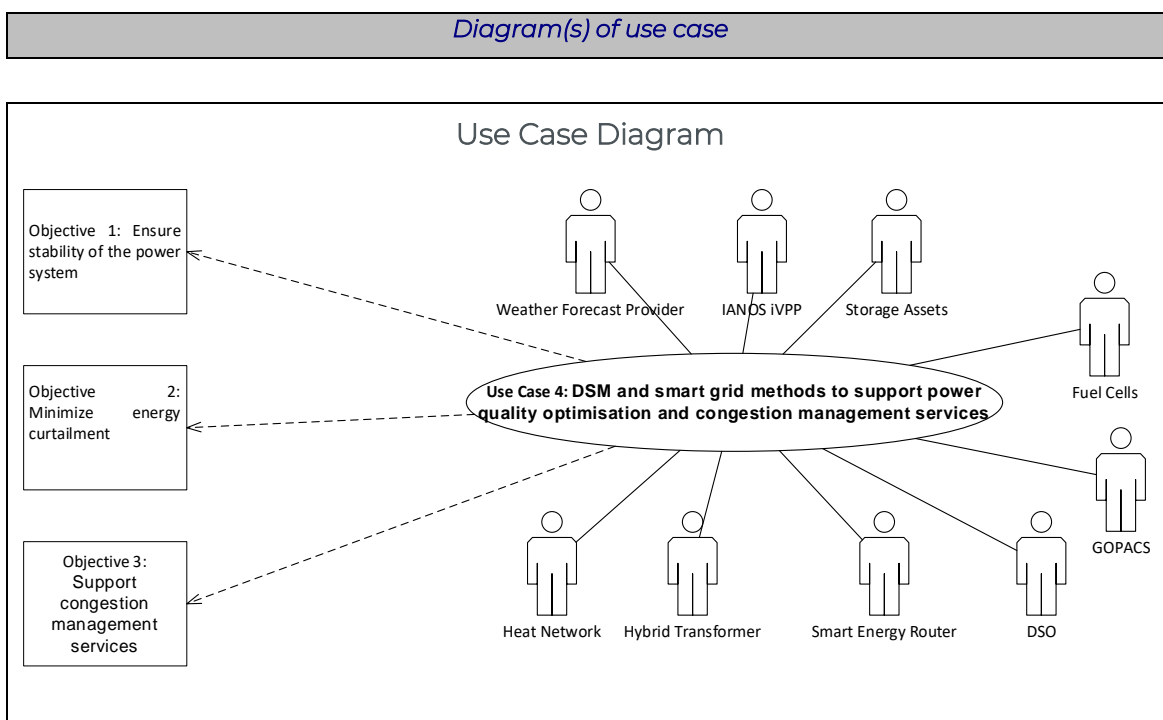 Diagram(s) of use case
Use Case Diagram
Objective 1: Ensure
stability of the power
system
Objective 2:
Minimize energy
curtailment
Objective 3:
Support
congestion
management
services
Weather Forecast Provider
IANOS iVPP
Storage Assets
Fuel Cells
Use Case 4: DSM and smart grid methods to support power
quality optimisation and congestion management services
GOPACS
Heat Network
Hybrid Transformer
Smart Energy Router
DSO